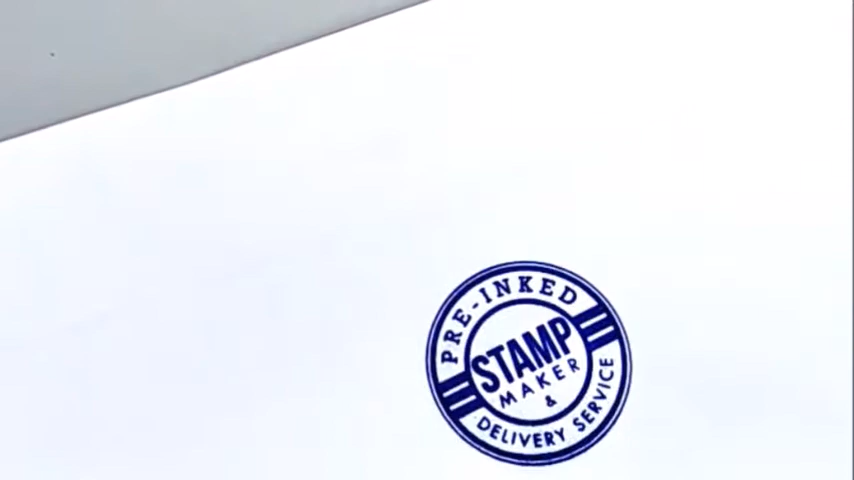 PRE-INKED
STAMP
MAKER
&
DELIVERY SERVICE